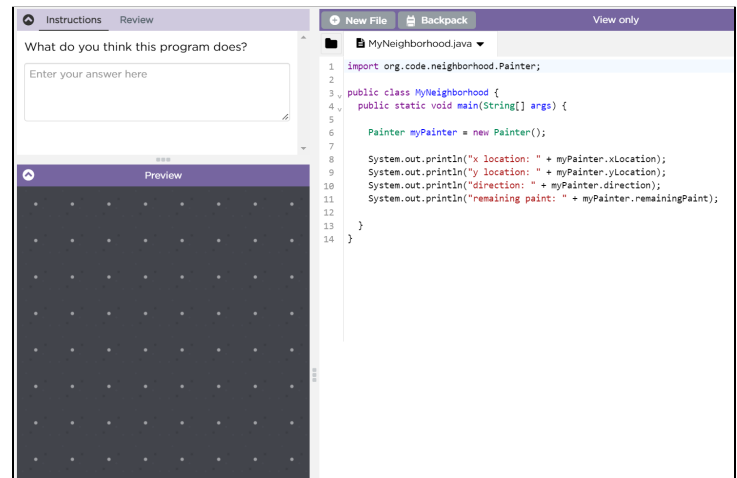 Instructions Review
What do you think this program does?
Enter your answer here
Preview
New File Backpack View only
MyNeighborhood.java
1 import org.code.neighborhood.Painter;
2
3 public class MyNeighborhood {
4 public static void main(String[] args) {
5
6 Painter myPainter = new Painter();
7
8 System.out.println("x location: " + myPainter.xLocation);
9 System.out.println("y location: " + myPainter.yLocation);
10 System.out.println("direction: " + myPainter.direction);
11 System.out.println("remaining paint: " + myPainter.remainingPaint);
12
13 }
14 }